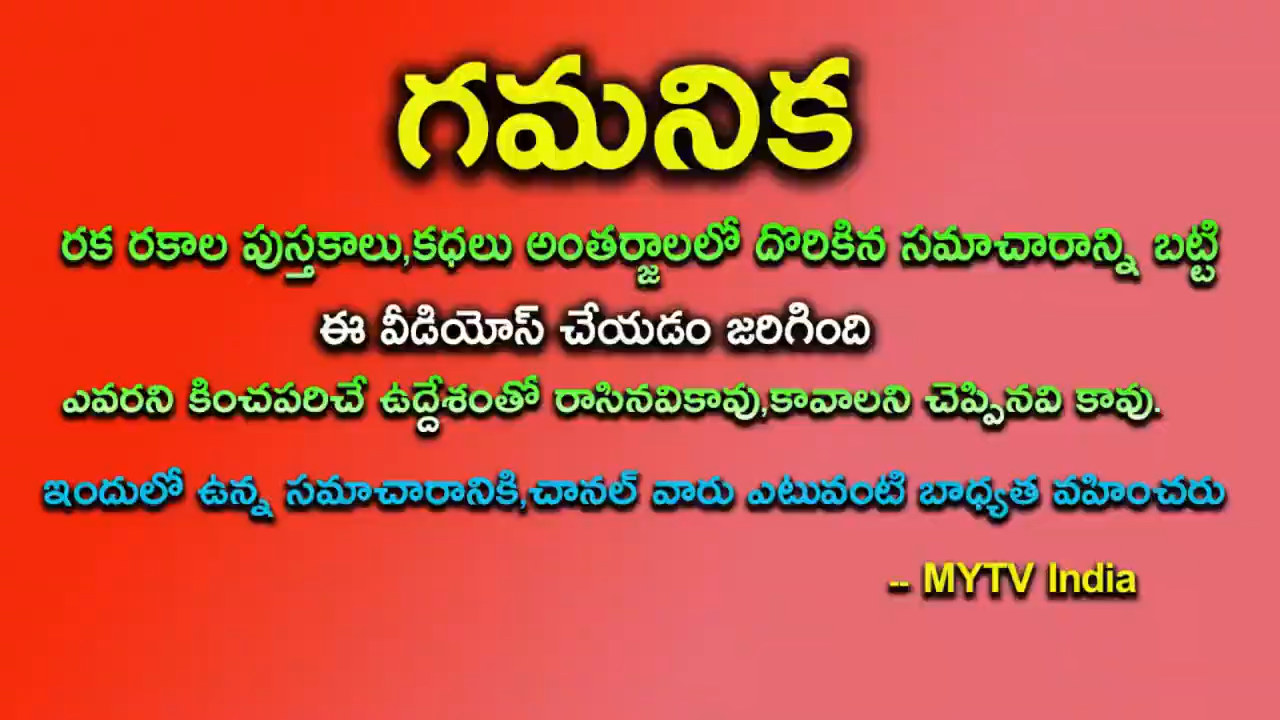 గమనిక
రక రకాల పుస్తకాలు,కధలు అంతర్జాలలో దొరికిన సమాచారాన్ని బట్టి
ఈ వీడియోస్ చేయడం జరిగింది
ఎవరని కించపరిచే ఉద్దేశంతో రాసినవికావు,కావాలని చెప్పినవి కావు.
ఇందులో ఉన్న సమాచారానికి,చానల్ వారు ఎటువంటి బాధ్యత వహించరు
-- MYTV India